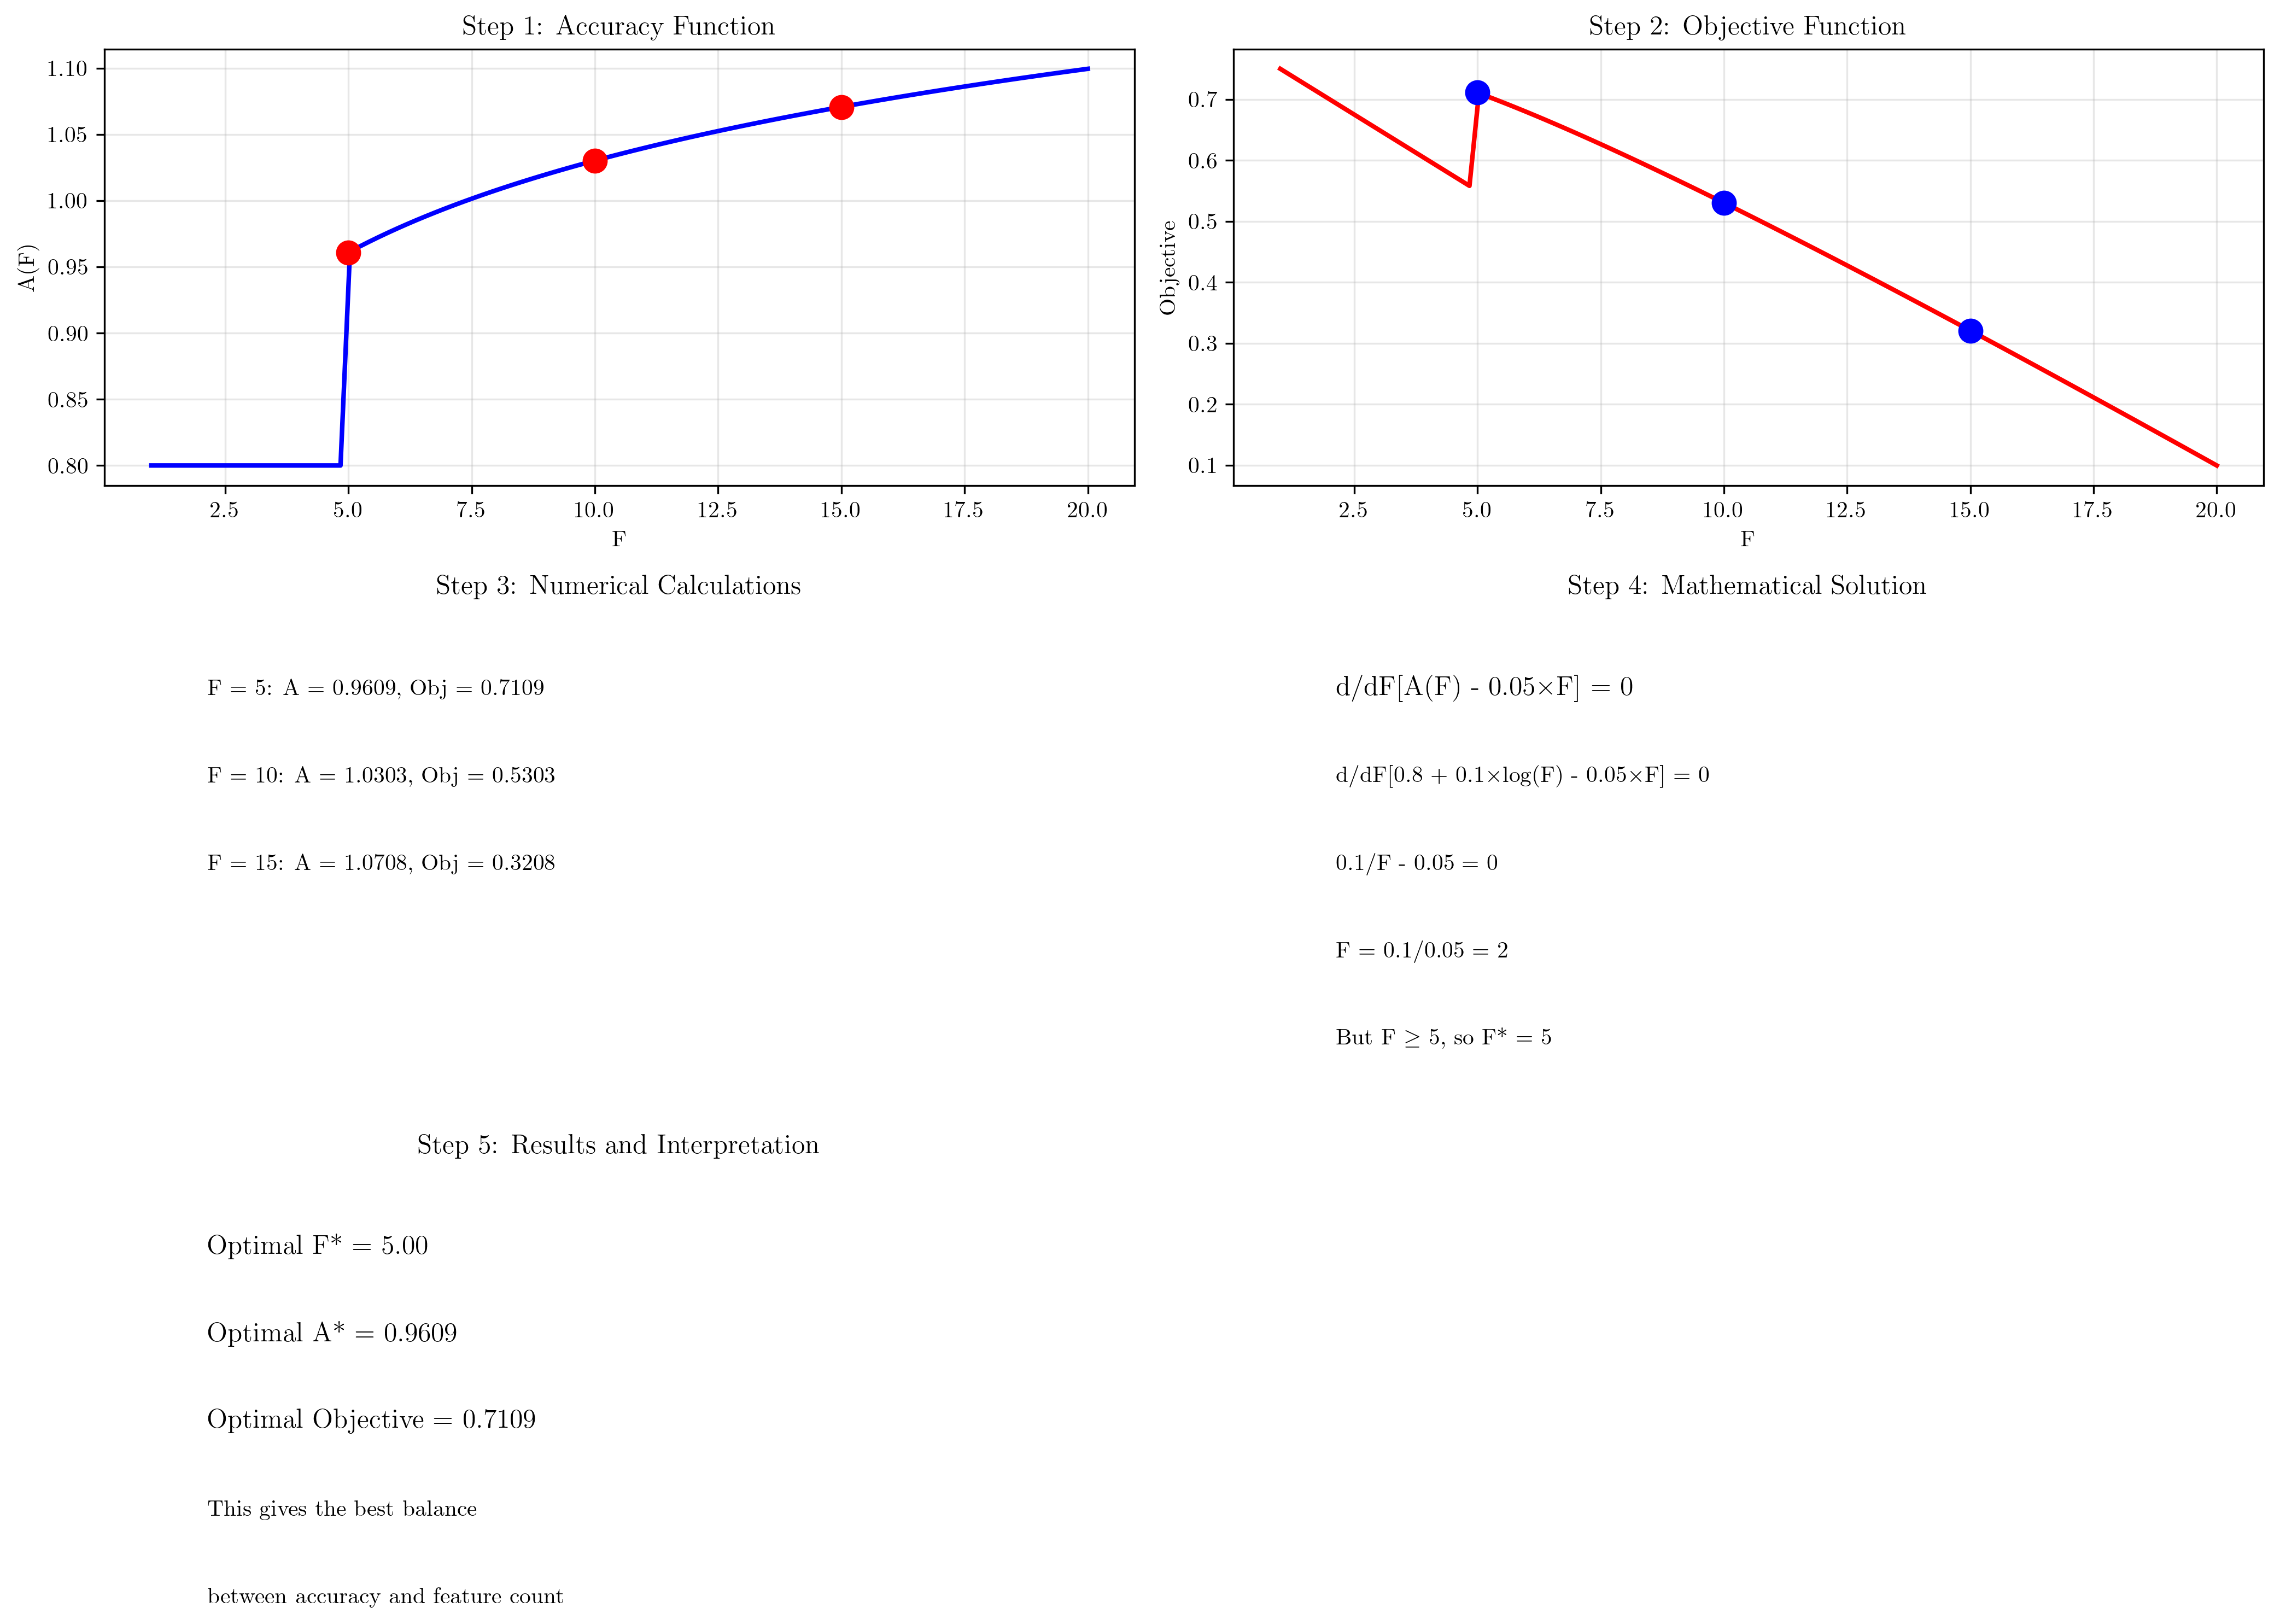 Step 1: Accuracy Function
1.10
1.05
1.00
0.95
0.90
0.85
0.80
A(F)
2.5 5.0 7.5 10.0 12.5 15.0 17.5 20.0
F
Step 2: Objective Function
0.7
0.6
0.5
0.4
0.3
0.2
0.1
Objective
2.5 5.0 7.5 10.0 12.5 15.0 17.5 20.0
F
Step 3: Numerical Calculations
F = 5: A = 0.9609, Obj = 0.7109
F = 10: A = 1.0303, Obj = 0.5303
F = 15: A = 1.0708, Obj = 0.3208
Step 4: Mathematical Solution
d/dF[A(F) - 0.05×F] = 0
d/dF[0.8 + 0.1×log(F) - 0.05×F] = 0
0.1/F - 0.05 = 0
F = 0.1/0.05 = 2
But F ≥ 5, so F* = 5
Step 5: Results and Interpretation
Optimal F* = 5.00
Optimal A* = 0.9609
Optimal Objective = 0.7109
This gives the best balance
between accuracy and feature count